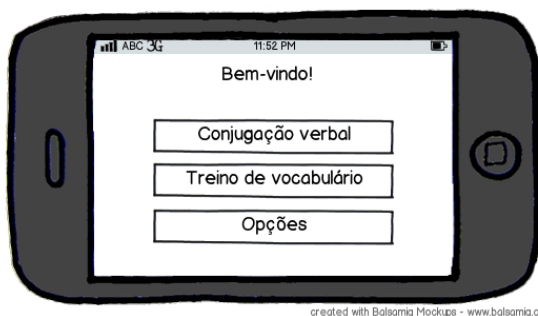 ABC 3G 11:52 PM
Bem-vindo!
Conjugação verbal
Treino de vocabulário
Opções
created with Balsamiq Mockups - www.balsamiq.c